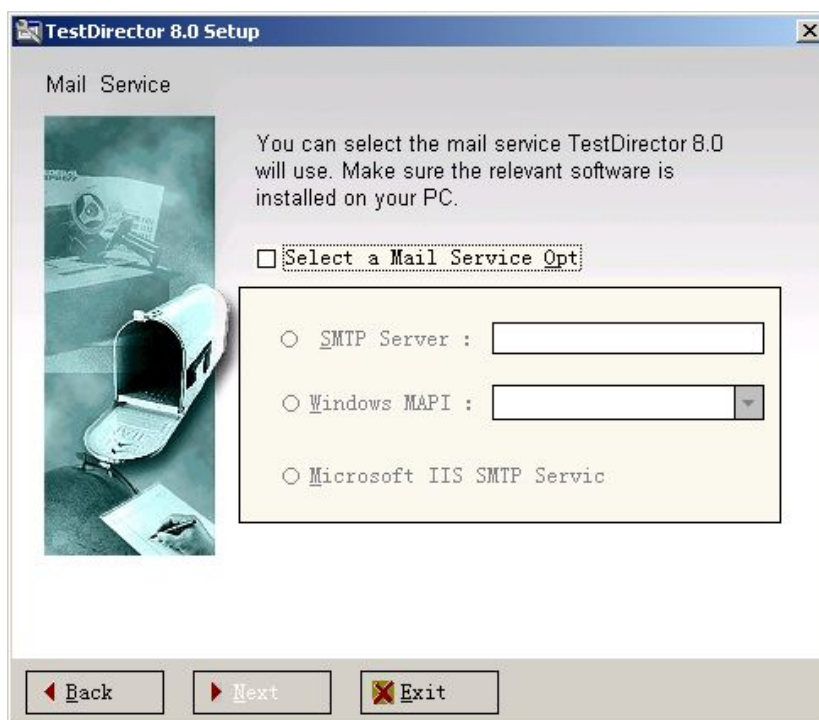 TestDirector 8.0 Setup
Mail Service
You can select the mail service TestDirector 8.0
will use. Make sure the relevant software is
installed on your PC.
Select a Mail Service Opt
SMTP Server :
Windows MAPI :
Microsoft IIS SMTP Servic
Back
Next
Exit